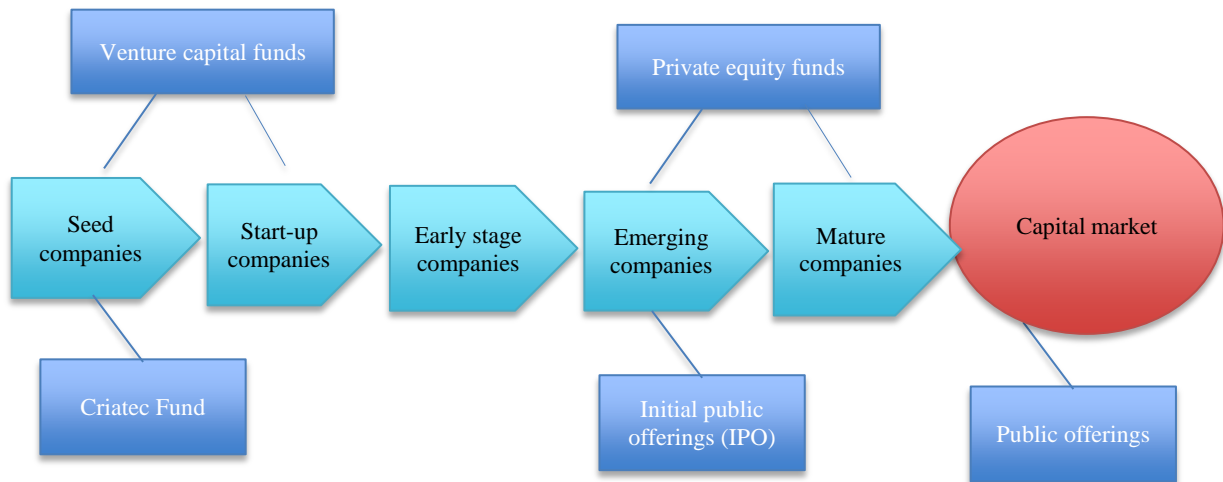 Venture capital funds
Private equity funds
Seed
companies
Start-up
companies
Early stage
companies
Emerging
companies
Mature
companies
Capital market
Criatec Fund
Initial public
offerings (IPO)
Public offerings